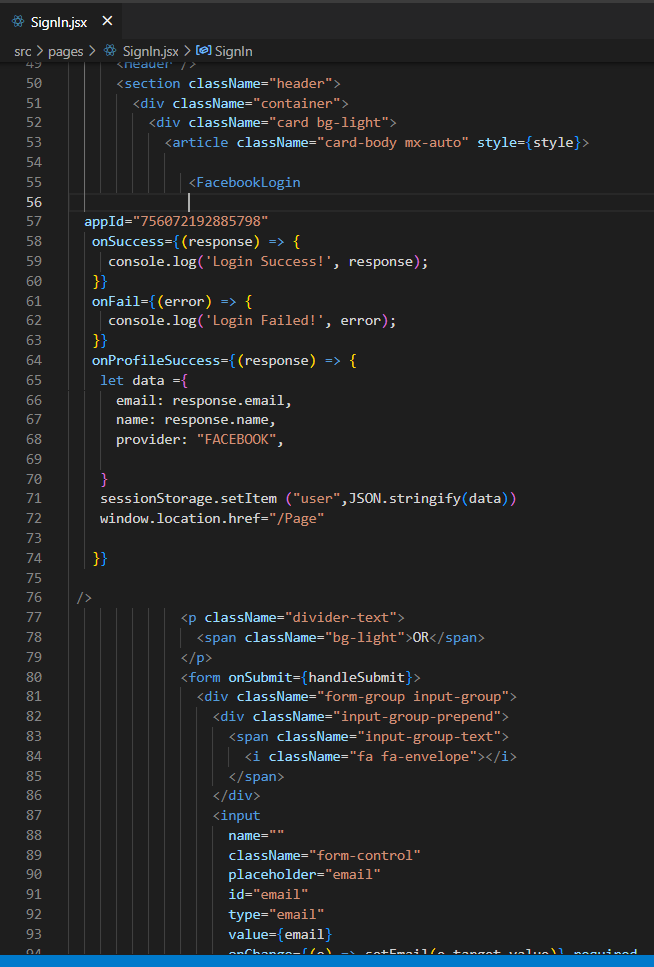 SignIn.jsx ×
src > pages > SignIn.jsx > SignIn
49 <Header />
50 <section className="header">
51 <div className="container">
52 <div className="card bg-light">
53 <article className="card-body mx-auto" style={style}>
54
55 <FacebookLogin
56
57 appId="756072192885798"
58 onSuccess={(response) => {
59 console.log('Login Success!', response);
60 }}
61 onFail={(error) => {
62 console.log('Login Failed!', error);
63 }}
64 onProfileSuccess={(response) => {
65 let data ={
66 email: response.email,
67 name: response.name,
68 provider: "FACEBOOK",
69
70 }
71 sessionStorage.setItem ("user",JSON.stringify(data))
72 window.location.href="/Page"
73
74 }}
75
76 />
77 <p className="divider-text">
78 <span className="bg-light">OR</span>
79 </p>
80 <form onSubmit={handleSubmit}>
81 <div className="form-group input-group">
82 <div className="input-group-prepend">
83 <span className="input-group-text">
84 <i className="fa fa-envelope"></i>
85 </span>
86 </div>
87 <input
88 name=""
89 className="form-control"
90 placeholder="email"
91 id="email"
92 type="email"
93 value={email}
94 onChange={(e) => setEmail(e.target.value)} required